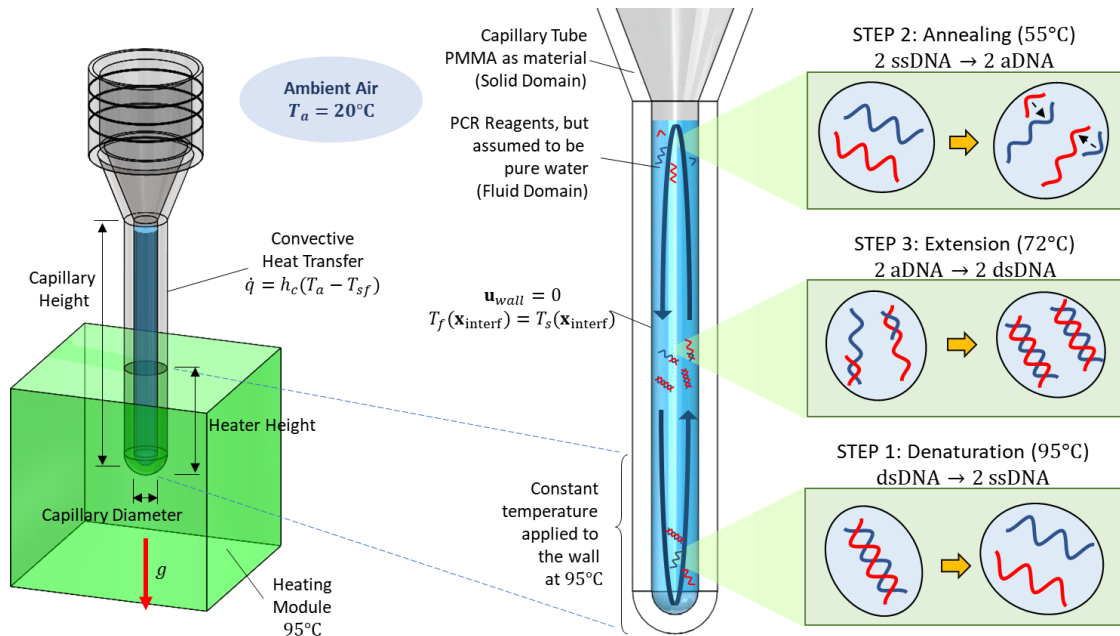 Ambient Air
Tₐ = 20°C
Capillary
Height
Convective
Heat Transfer
q̇ = h_c(Tₐ − T_sf)
Heater Height
Capillary Diameter
g
Heating
Module
95°C
Capillary Tube
PMMA as material
(Solid Domain)
PCR Reagents, but
assumed to be
pure water
(Fluid Domain)
𝐮_wall = 0
T_f(𝐱_interf) = T_s(𝐱_interf)
Constant
temperature
applied to
the wall
at 95°C
STEP 2: Annealing (55°C)
2 ssDNA → 2 aDNA
STEP 3: Extension (72°C)
2 aDNA → 2 dsDNA
STEP 1: Denaturation (95°C)
dsDNA → 2 ssDNA